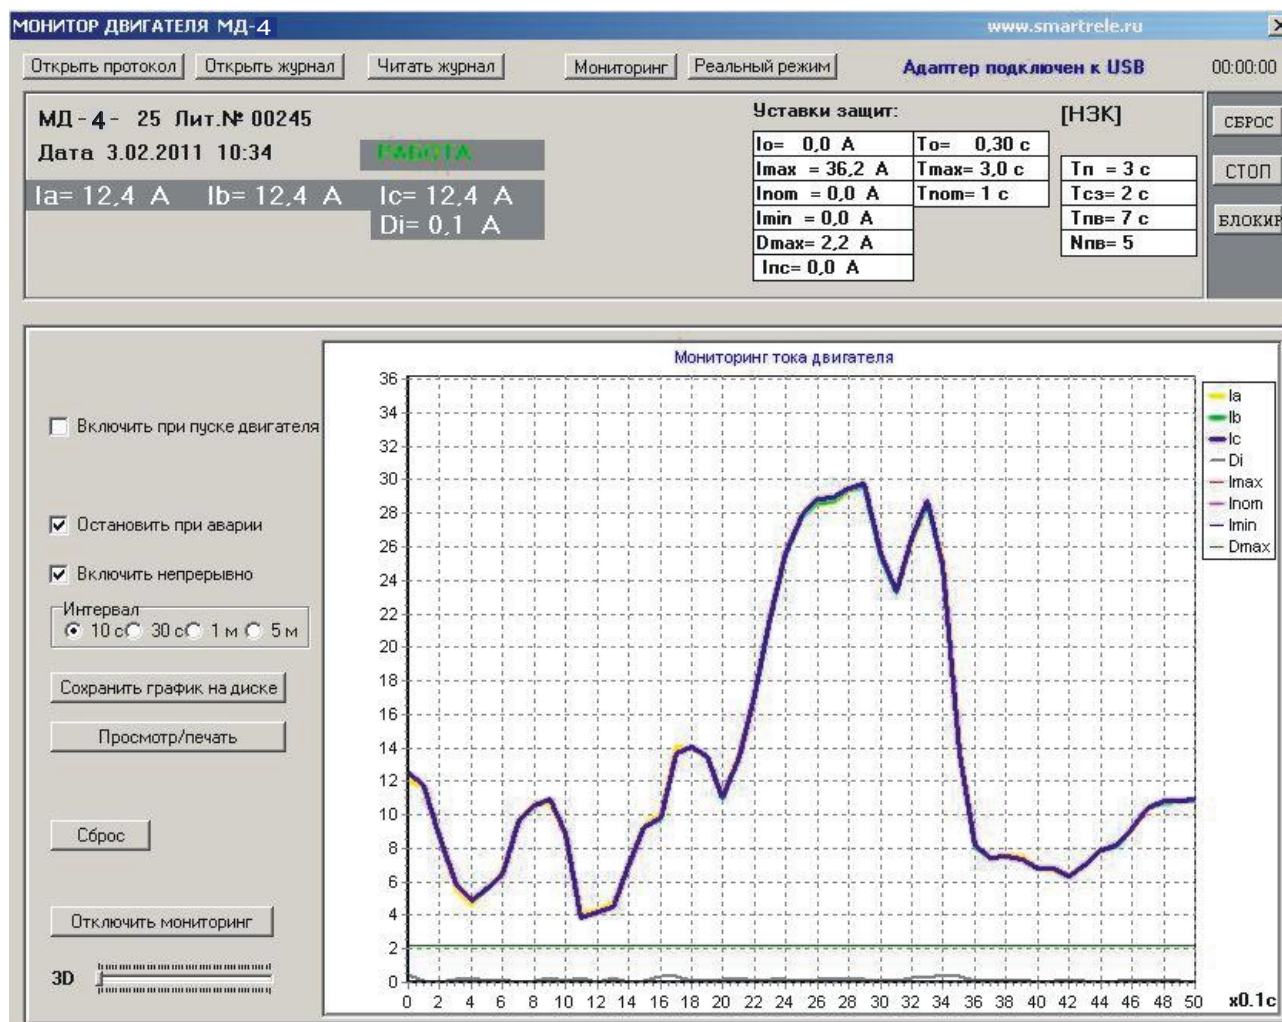 МОНИТОР ДВИГАТЕЛЯ МД-4 www.smartrele.ru
Открыть протокол Открыть журнал Читать журнал Мониторинг Реальный режим Адаптер подключен к USB 00:00:00
МД - 4 - 25 Лит.№ 00245
Дата 3.02.2011 10:34 РАБОТА
Ia= 12,4 A Ib= 12,4 A Ic= 12,4 A
Di= 0,1 A
Уставки защит: [НЗК]
Io= 0,0 A To= 0,30 с
Imax = 36,2 A Tmax= 3,0 с Тп = 3 с
Inom = 0,0 A Tnom= 1 с Тсз= 2 с
Imin = 0,0 A Тпв= 7 с
Dmax= 2,2 A Nпв= 5
Iпс= 0,0 A
СБРОС
СТОП
БЛОКИР
Мониторинг тока двигателя
Включить при пуске двигателя
Остановить при аварии
Включить непрерывно
Интервал
10 с 30 с 1 м 5 м
Сохранить график на диске
Просмотр/печать
Сброс
Отключить мониторинг
3D
36
34
32
30
28
26
24
22
20
18
16
14
12
10
8
6
4
2
0
0 2 4 6 8 10 12 14 16 18 20 22 24 26 28 30 32 34 36 38 40 42 44 46 48 50 x0.1с
Ia
Ib
Ic
Di
Imax
Inom
Imin
Dmax